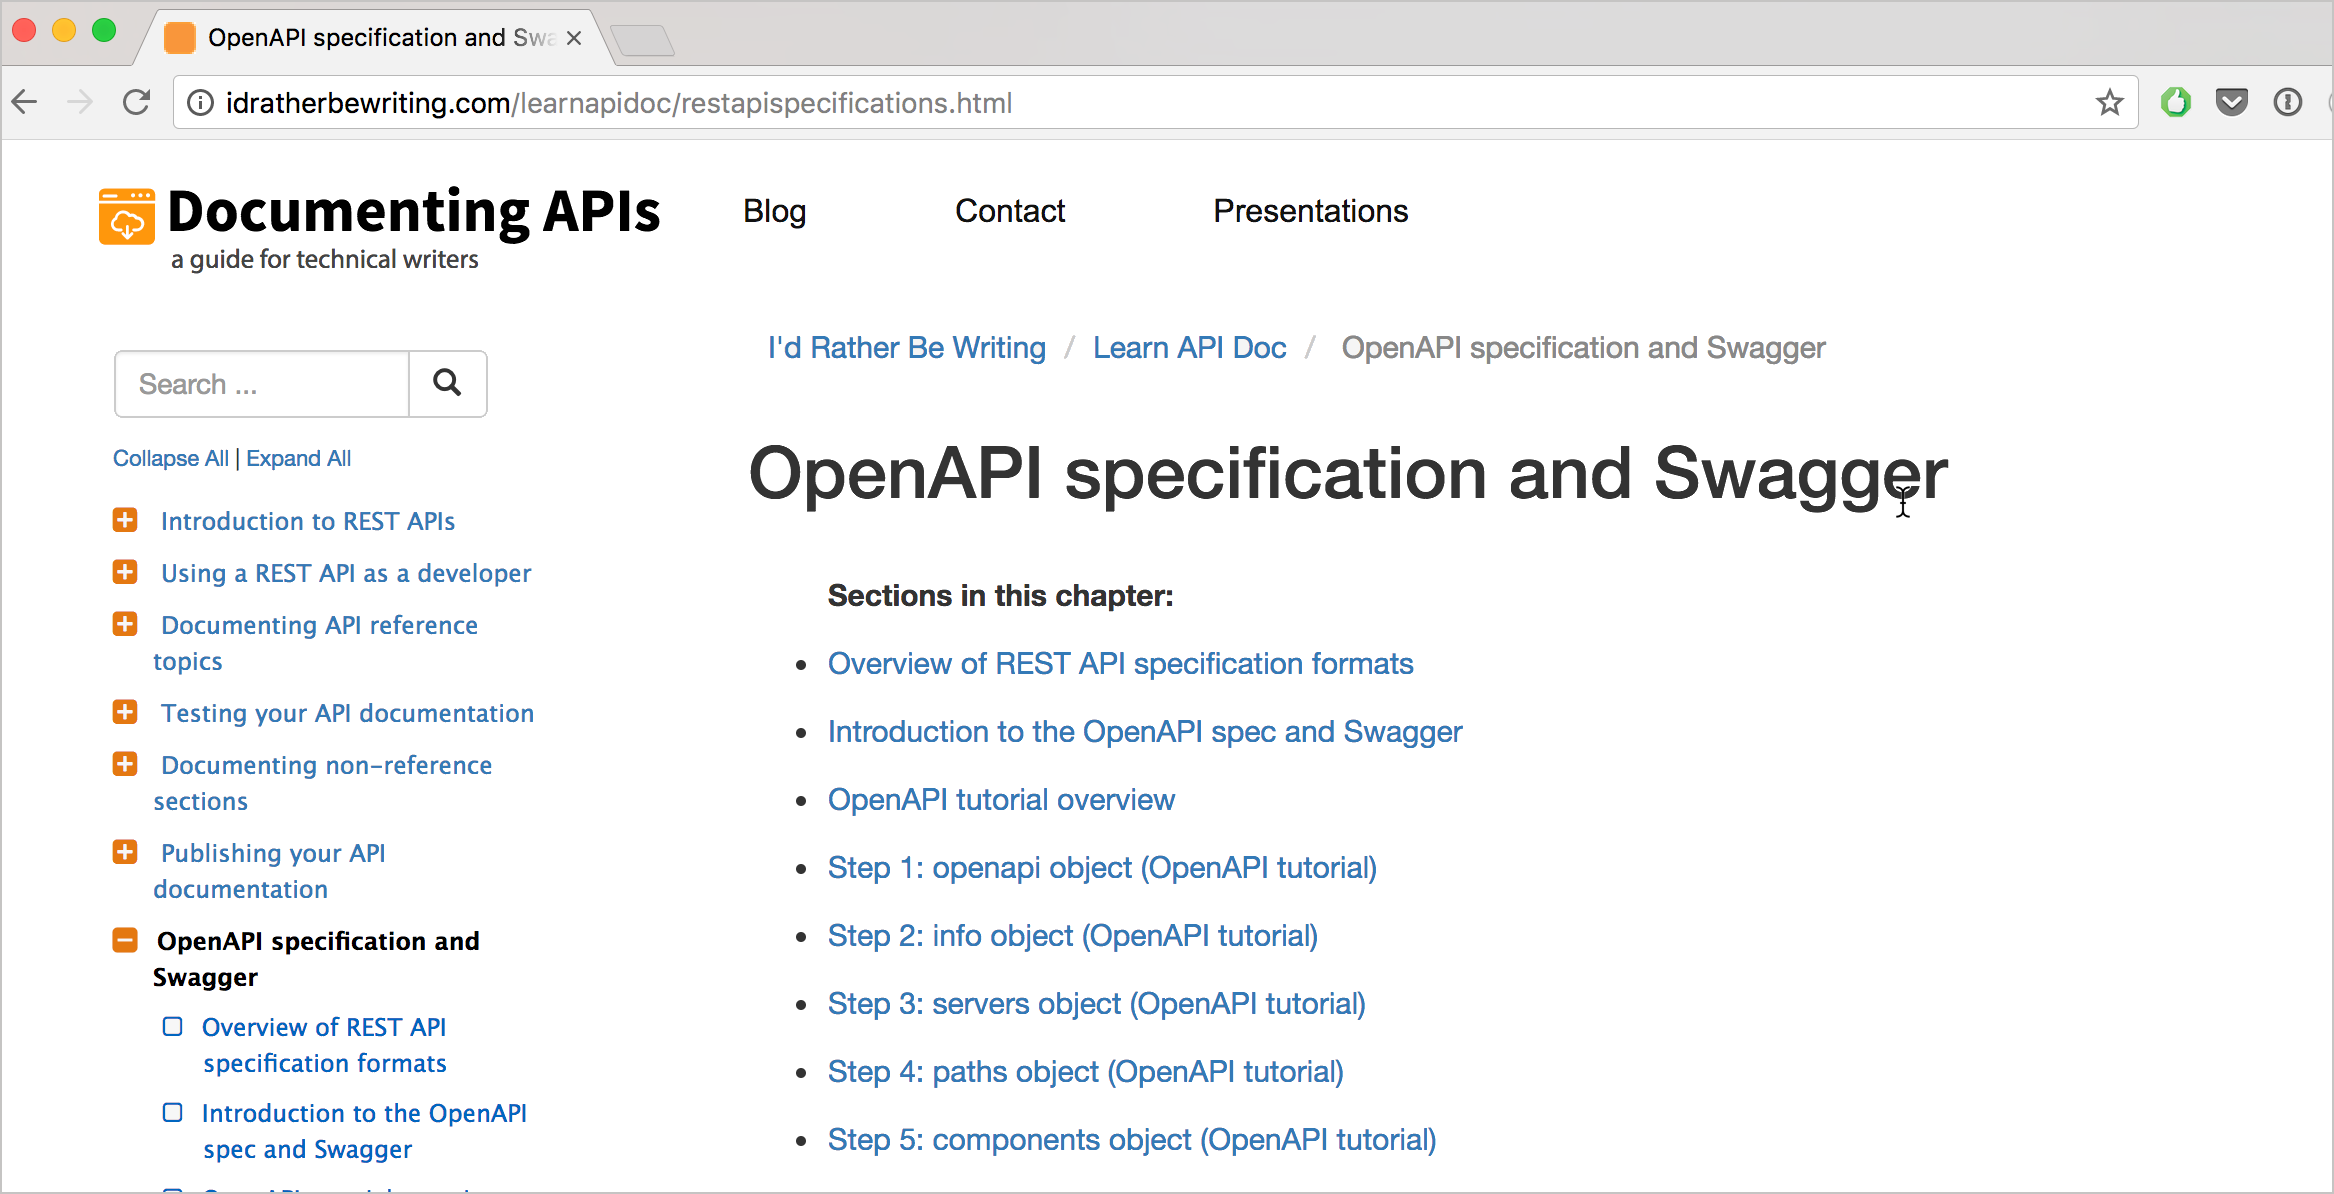 OpenAPI specification and Swa
idratherbewriting.com/learnapidoc/restapispecifications.html
Documenting APIs
a guide for technical writers
Blog
Contact
Presentations
Search ...
Collapse All | Expand All
Introduction to REST APIs
Using a REST API as a developer
Documenting API reference
topics
Testing your API documentation
Documenting non-reference
sections
Publishing your API
documentation
OpenAPI specification and
Swagger
Overview of REST API
specification formats
Introduction to the OpenAPI
spec and Swagger
I'd Rather Be Writing / Learn API Doc / OpenAPI specification and Swagger
OpenAPI specification and Swagger
Sections in this chapter:
Overview of REST API specification formats
Introduction to the OpenAPI spec and Swagger
OpenAPI tutorial overview
Step 1: openapi object (OpenAPI tutorial)
Step 2: info object (OpenAPI tutorial)
Step 3: servers object (OpenAPI tutorial)
Step 4: paths object (OpenAPI tutorial)
Step 5: components object (OpenAPI tutorial)